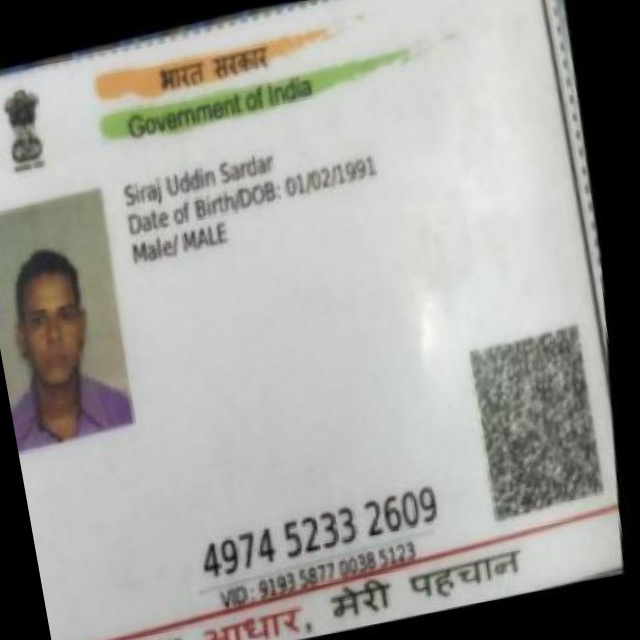 भारत सरकार
Government of India
Siraj Uddin Sardar
Date of Birth/DOB: 01/02/1991
Male/ MALE
4974 5233 2609
VID : 9193 5877 0038 5123
आधार, मेरी पहचान